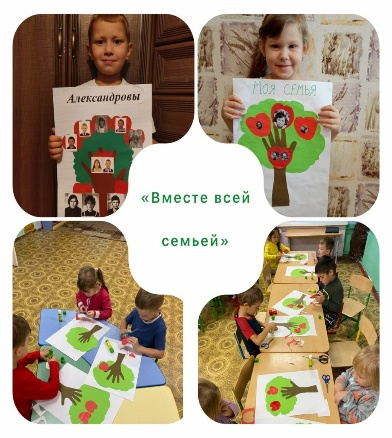 Александровы
МОЯ СЕМЬЯ
«Вместе всей
семьей»